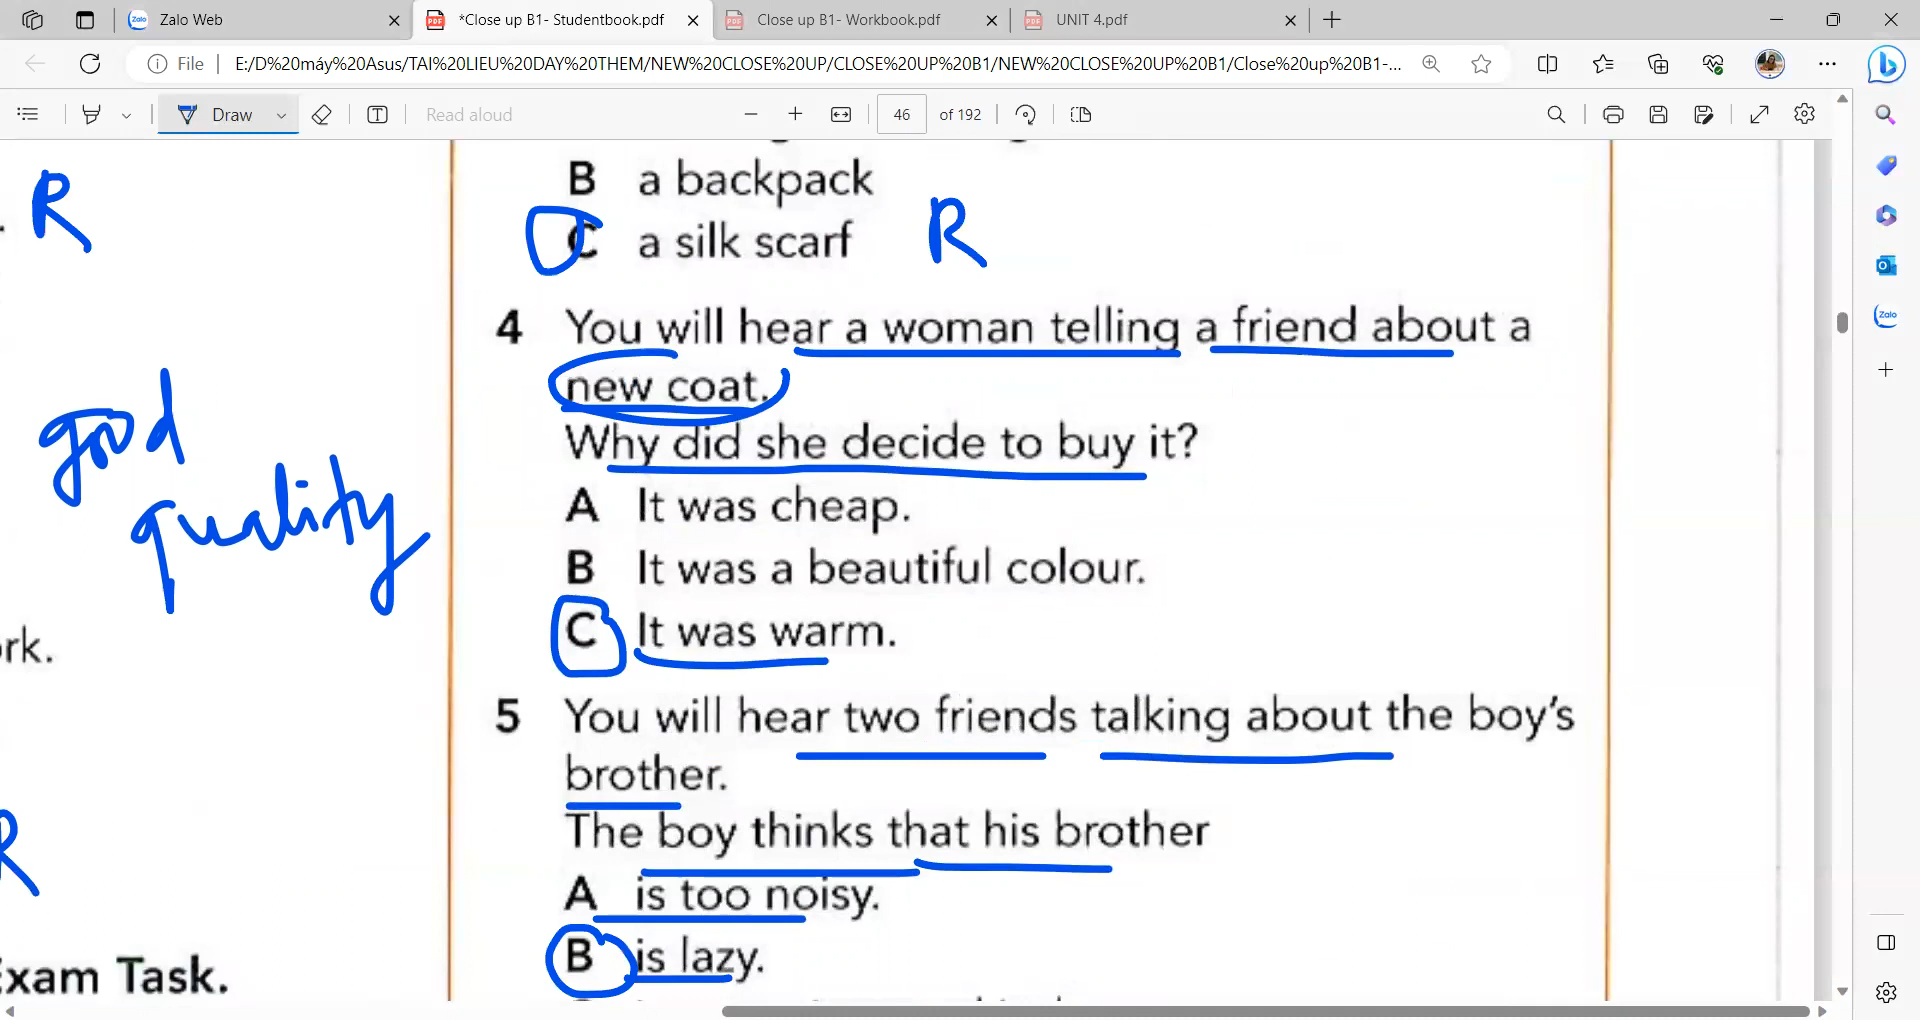 Zalo Web
*Close up B1- Studentbook.pdf
Close up B1- Workbook.pdf
UNIT 4.pdf
File
E:/D%20máy%20Asus/TAI%20LIEU%20DAY%20THEM/NEW%20CLOSE%20UP/CLOSE%20UP%20B1/NEW%20CLOSE%20UP%20B1/Close%20up%20B1-...
Draw
Read aloud
46
of 192
B a backpack
R
C a silk scarf
R
4 You will hear a woman telling a friend about a
new coat.
good
quality
Why did she decide to buy it?
A It was cheap.
B It was a beautiful colour.
C It was warm.
rk.
5 You will hear two friends talking about the boy's
brother.
The boy thinks that his brother
R
A is too noisy.
B is lazy.
Exam Task.